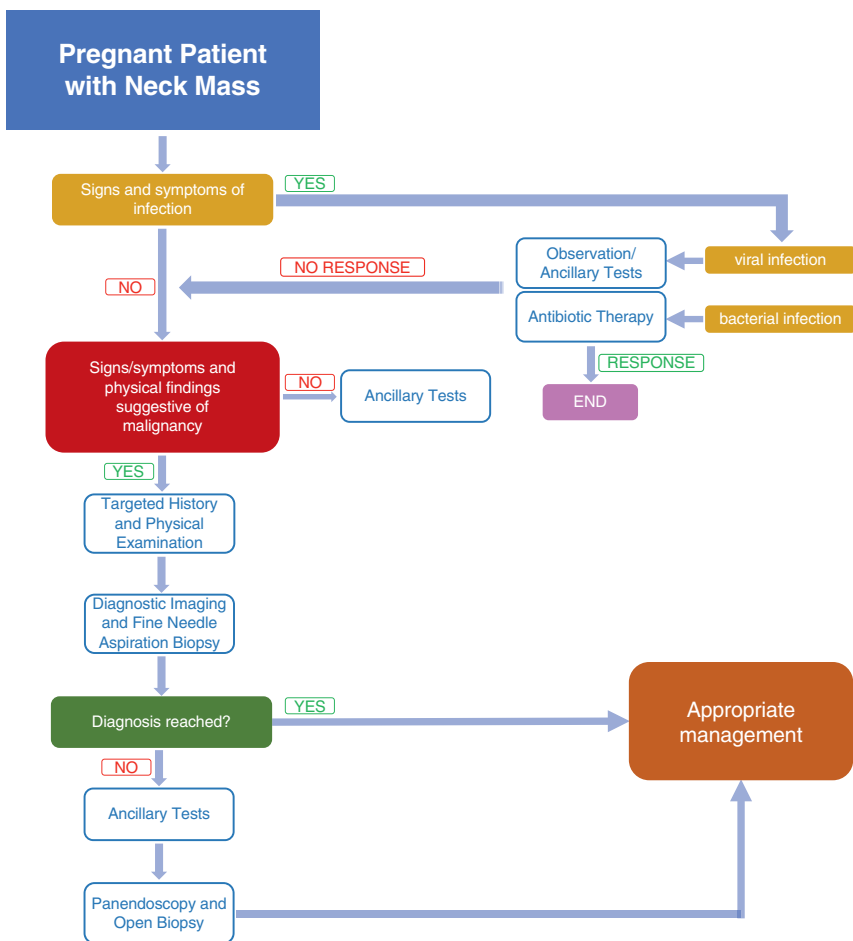 Pregnant Patient
with Neck Mass
Signs and symptoms of
infection
YES
viral infection
Observation/
Ancillary Tests
NO RESPONSE
NO
bacterial infection
Antibiotic Therapy
RESPONSE
END
Signs/symptoms and
physical findings
suggestive of
malignancy
NO
Ancillary Tests
YES
Targeted History
and Physical
Examination
Diagnostic Imaging
and Fine Needle
Aspiration Biopsy
Diagnosis reached?
YES
Appropriate
management
NO
Ancillary Tests
Panendoscopy and
Open Biopsy